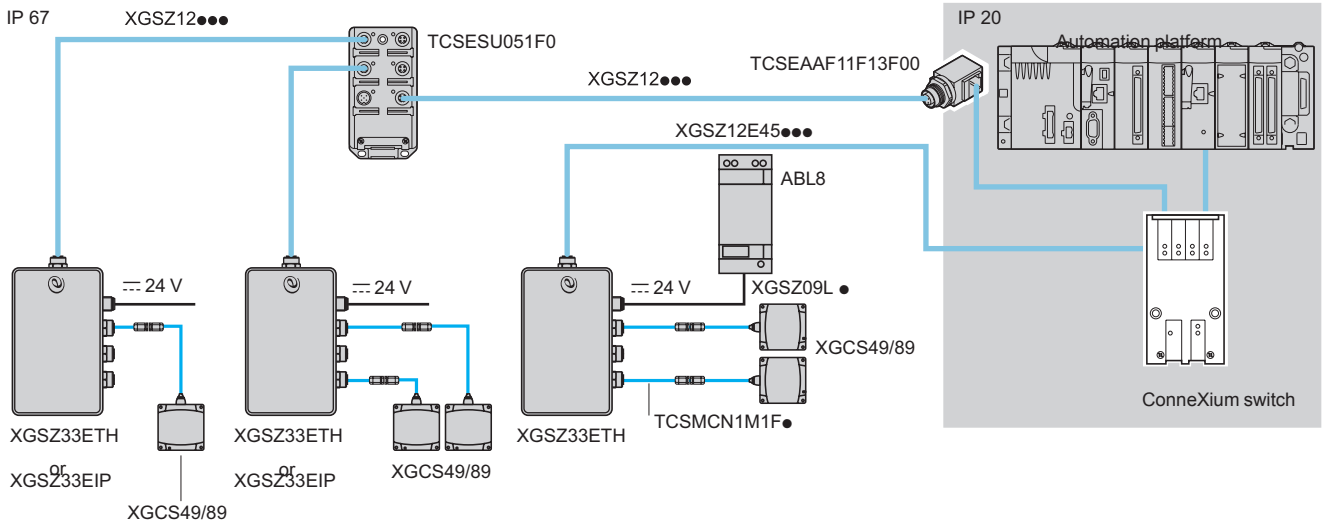 IP 67
XGSZ12●●●
IP 20
TCSESU051F0
Automation platform
TCSEAAF11F13F00
XGSZ12●●●
XGSZ12E45●●●
ABL8
24 V
24 V
24 V
XGSZ09L ●
XGCS49/89
ConneXium switch
TCSMCN1M1F●
XGSZ33ETH
or
XGSZ33EIP
XGSZ33ETH
or
XGSZ33EIP
XGSZ33ETH
XGCS49/89
XGCS49/89